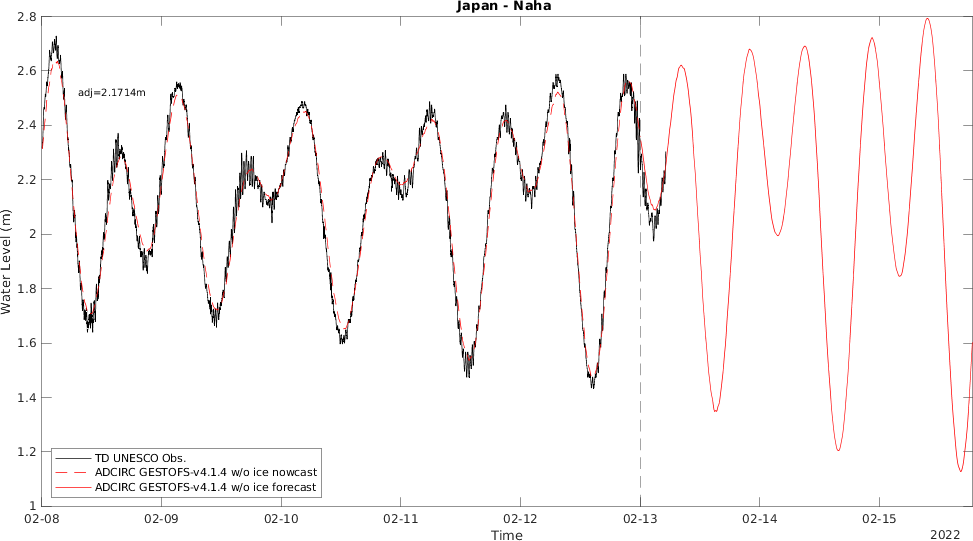 Japan - Naha
2.8
2.6
2.4
2.2
2
1.8
1.6
1.4
1.2
1
Water Level (m)
adj=2.1714m
TD UNESCO Obs.
ADCIRC GESTOFS-v4.1.4 w/o ice nowcast
ADCIRC GESTOFS-v4.1.4 w/o ice forecast
02-08 02-09 02-10 02-11 02-12 02-13 02-14 02-15
Time
2022